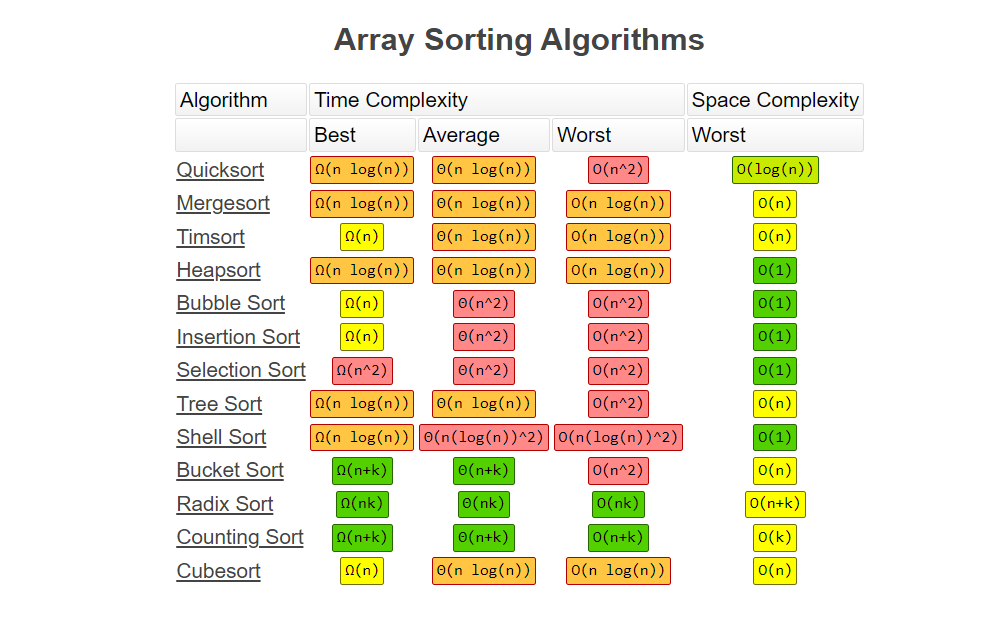 Array Sorting Algorithms
Algorithm Time Complexity Space Complexity
Best Average Worst Worst
Quicksort Ω(n log(n)) Θ(n log(n)) O(n^2) O(log(n))
Mergesort Ω(n log(n)) Θ(n log(n)) O(n log(n)) O(n)
Timsort Ω(n) Θ(n log(n)) O(n log(n)) O(n)
Heapsort Ω(n log(n)) Θ(n log(n)) O(n log(n)) O(1)
Bubble Sort Ω(n) Θ(n^2) O(n^2) O(1)
Insertion Sort Ω(n) Θ(n^2) O(n^2) O(1)
Selection Sort Ω(n^2) Θ(n^2) O(n^2) O(1)
Tree Sort Ω(n log(n)) Θ(n log(n)) O(n^2) O(n)
Shell Sort Ω(n log(n)) Θ(n(log(n))^2) O(n(log(n))^2) O(1)
Bucket Sort Ω(n+k) Θ(n+k) O(n^2) O(n)
Radix Sort Ω(nk) Θ(nk) O(nk) O(n+k)
Counting Sort Ω(n+k) Θ(n+k) O(n+k) O(k)
Cubesort Ω(n) Θ(n log(n)) O(n log(n)) O(n)